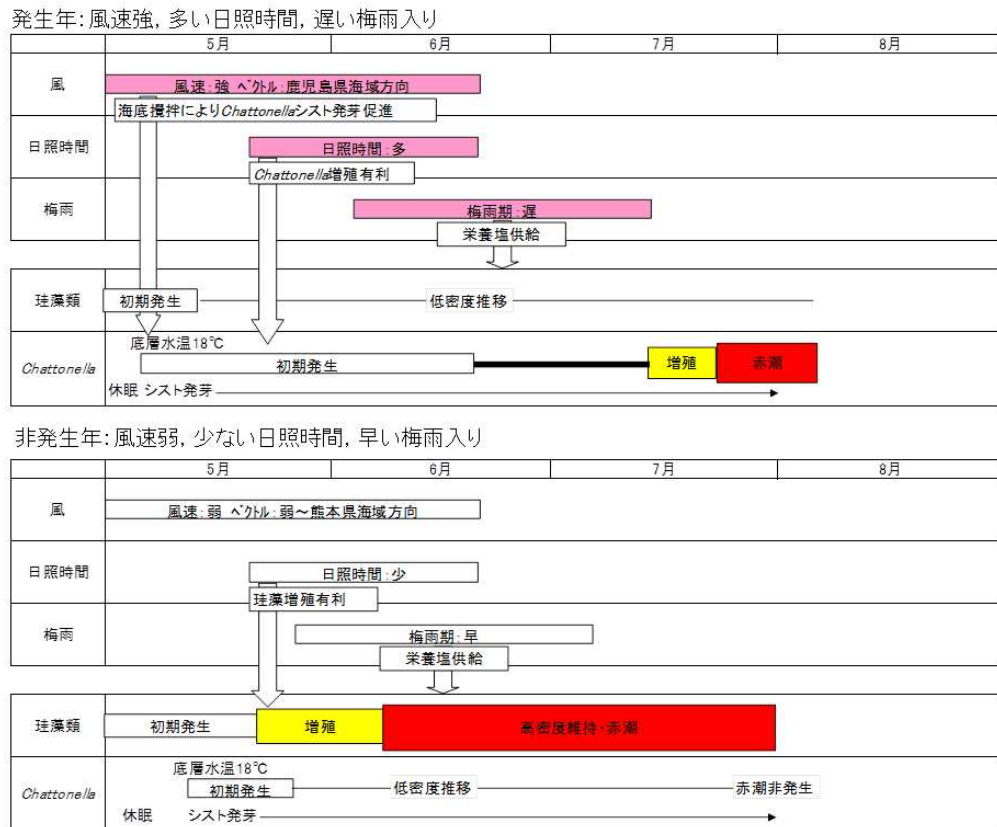 発生年：風速強，多い日照時間，遅い梅雨入り
5月 6月 7月 8月
風
風速：強 ベクトル：鹿児島県海域方向
海底攪拌によりChattonellaシスト発芽促進
日照時間
日照時間：多
Chattonella増殖有利
梅雨
梅雨期：遅
栄養塩供給
珪藻類
初期発生
低密度推移
Chattonella
底層水温18℃
初期発生
増殖
赤潮
休眠 シスト発芽
非発生年：風速弱，少ない日照時間，早い梅雨入り
5月 6月 7月 8月
風
風速：弱 ベクトル：弱～熊本県海域方向
日照時間
日照時間：少
珪藻増殖有利
梅雨
梅雨期：早
栄養塩供給
珪藻類
初期発生
増殖
高密度維持・赤潮
Chattonella
底層水温18℃
初期発生
低密度推移
赤潮非発生
休眠 シスト発芽